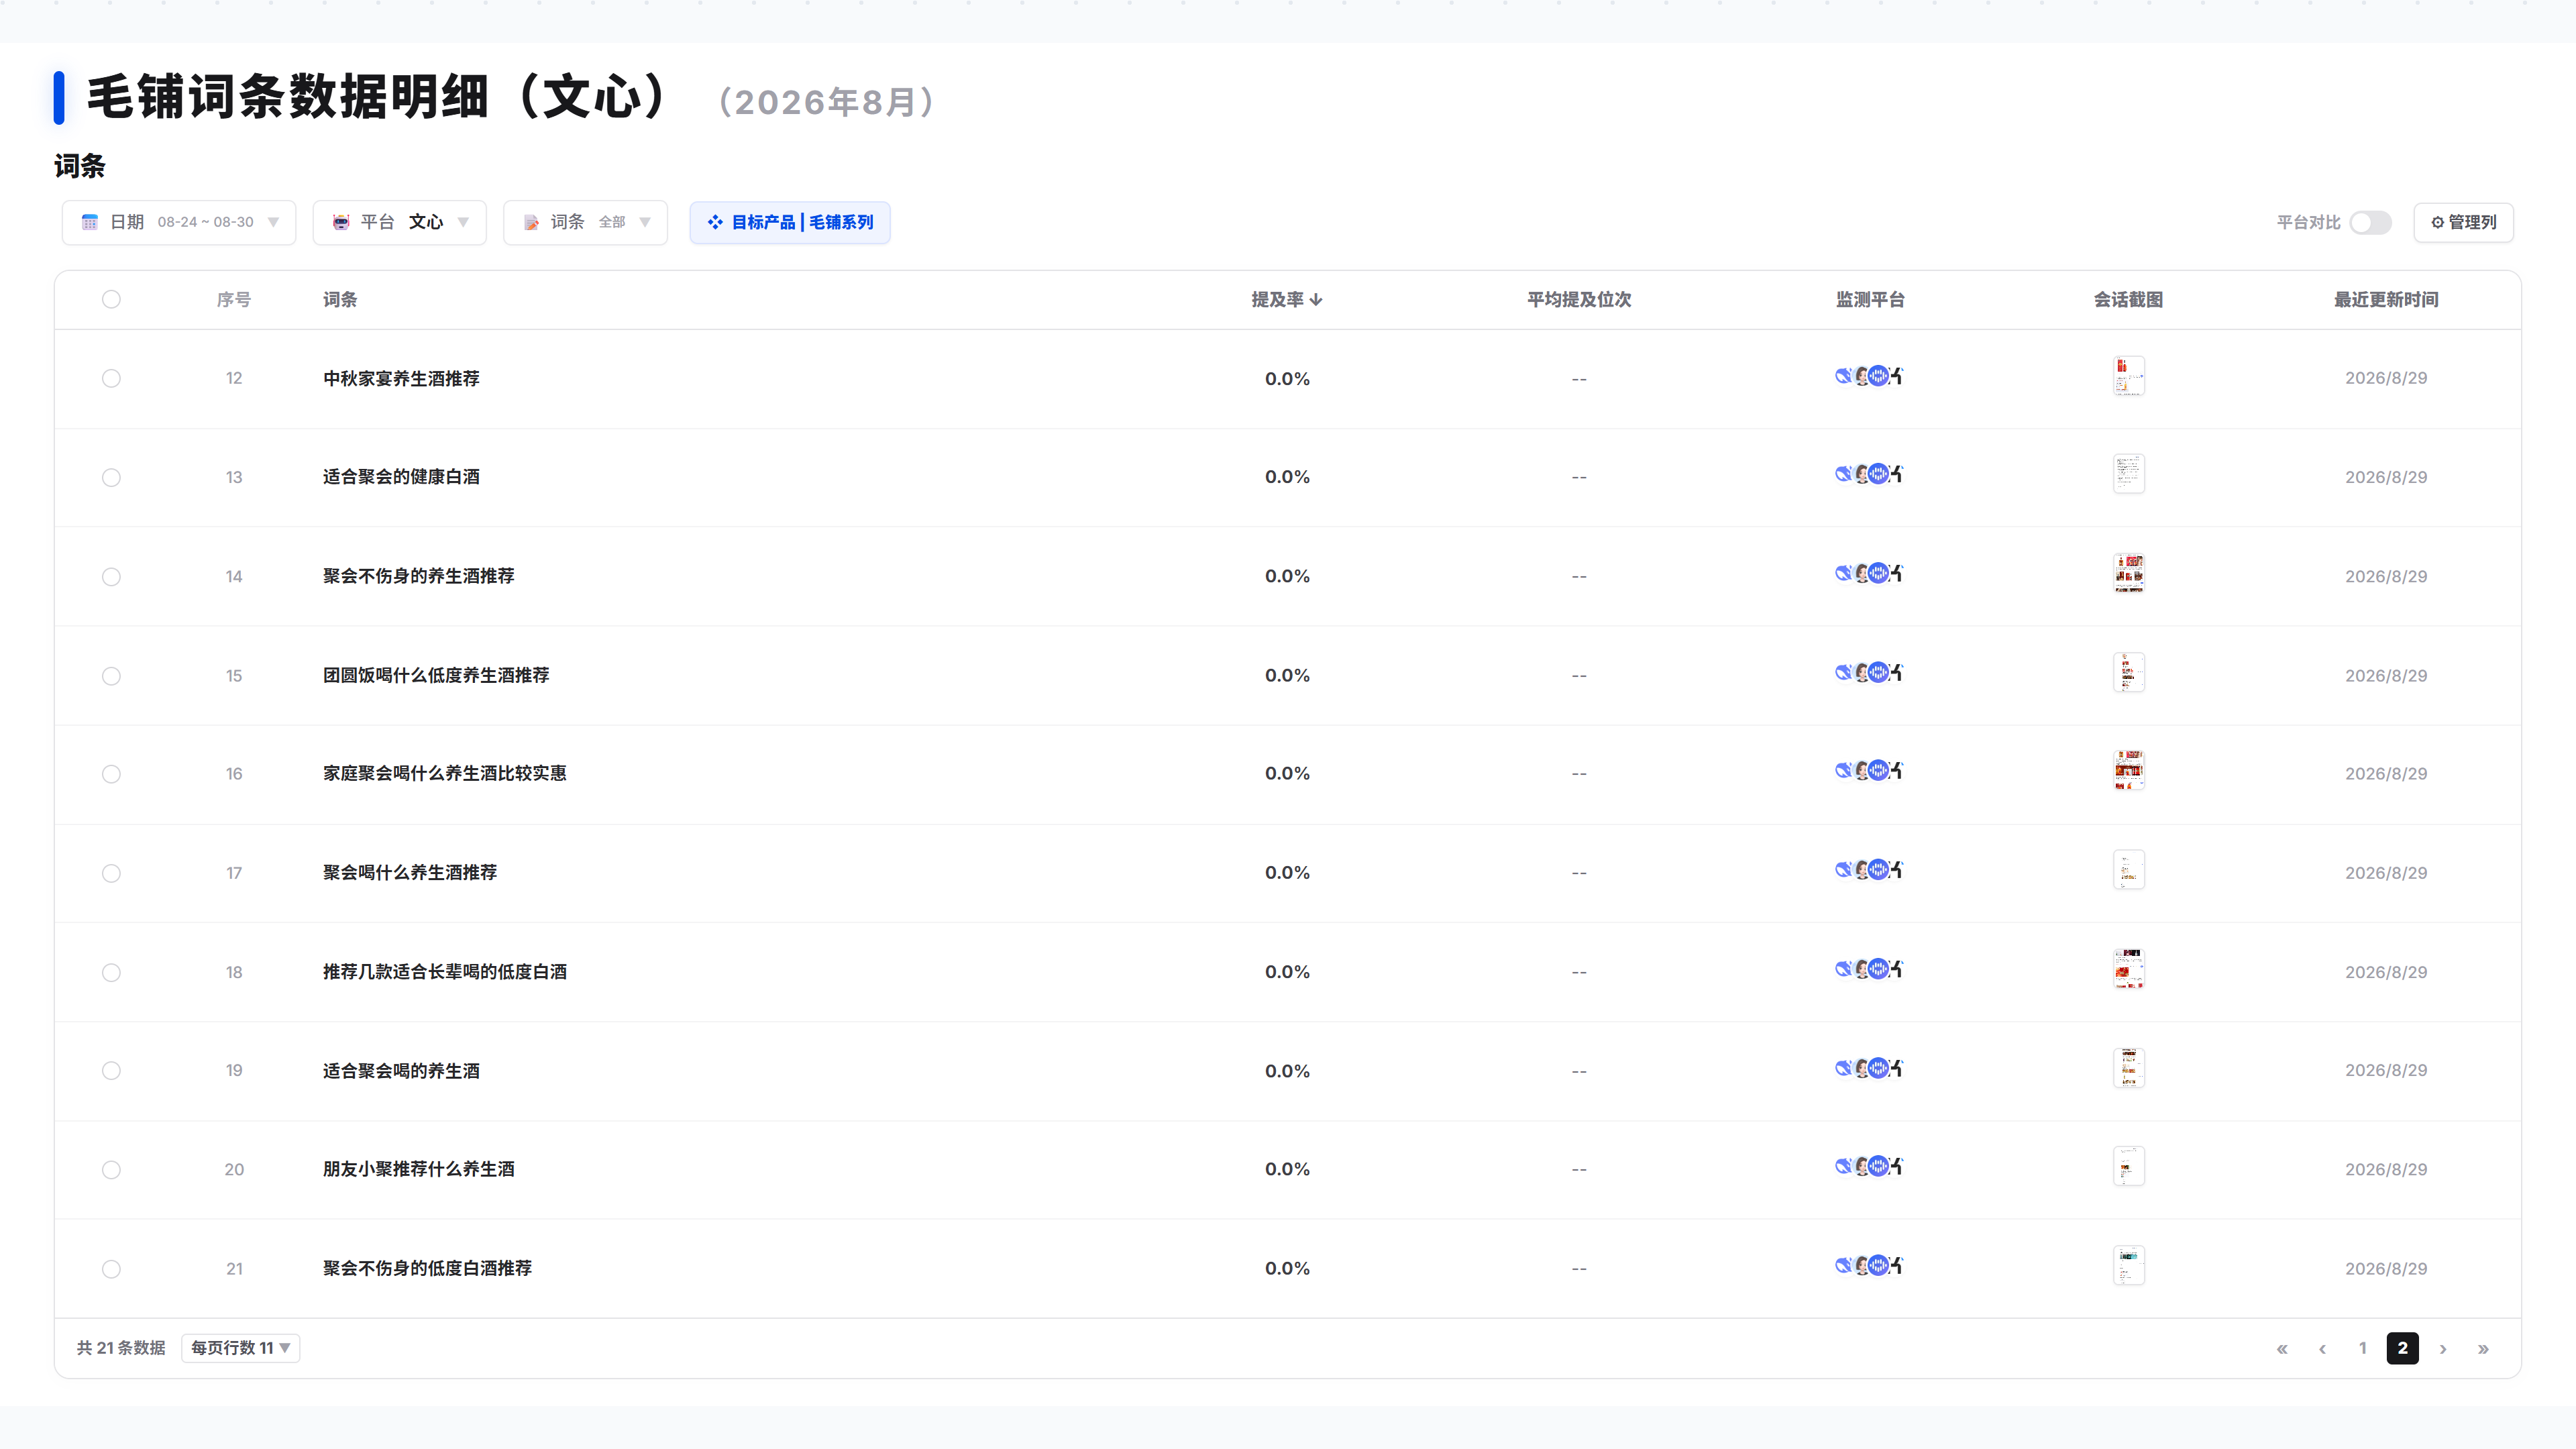 毛铺词条数据明细（文心）（2026年8月）
词条
日期 08-24 ~ 08-30 ▼ 平台 文心 ▼ 词条 全部 ▼ 目标产品 | 毛铺系列 平台对比 管理列
序号 词条 提及率 ↓ 平均提及位次 监测平台 会话截图 最近更新时间
12 中秋家宴养生酒推荐 0.0% -- 2026/8/29
13 适合聚会的健康白酒 0.0% -- 2026/8/29
14 聚会不伤身的养生酒推荐 0.0% -- 2026/8/29
15 团圆饭喝什么低度养生酒推荐 0.0% -- 2026/8/29
16 家庭聚会喝什么养生酒比较实惠 0.0% -- 2026/8/29
17 聚会喝什么养生酒推荐 0.0% -- 2026/8/29
18 推荐几款适合长辈喝的低度白酒 0.0% -- 2026/8/29
19 适合聚会喝的养生酒 0.0% -- 2026/8/29
20 朋友小聚推荐什么养生酒 0.0% -- 2026/8/29
21 聚会不伤身的低度白酒推荐 0.0% -- 2026/8/29
共 21 条数据 每页行数 11 ▼ « ‹ 1 2 › »